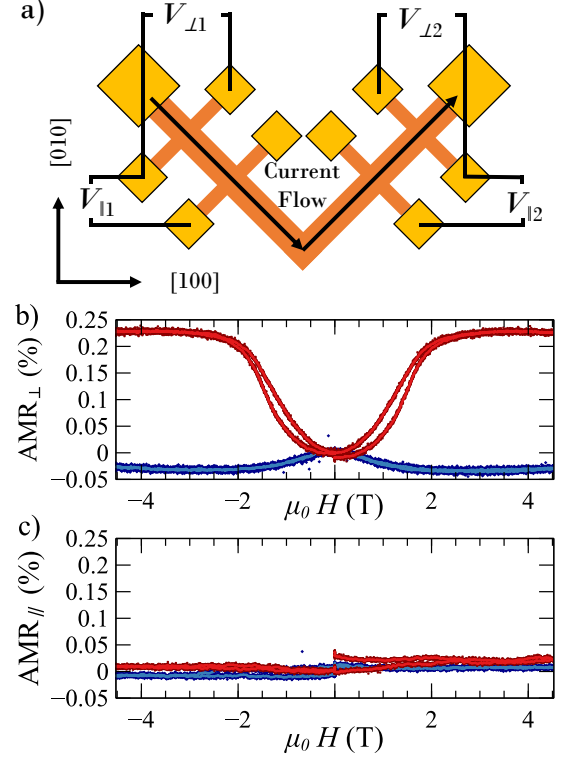 a)
V⊥1
V⊥2
[010]
Current
Flow
V∥1
V∥2
[100]
b)
0.25
0.2
0.15
0.1
0.05
0
−0.05
AMR⊥ (%)
−4 −2 0 2 4
μ0 H (T)
c)
0.25
0.2
0.15
0.1
0.05
0
−0.05
AMR// (%)
−4 −2 0 2 4
μ0 H (T)